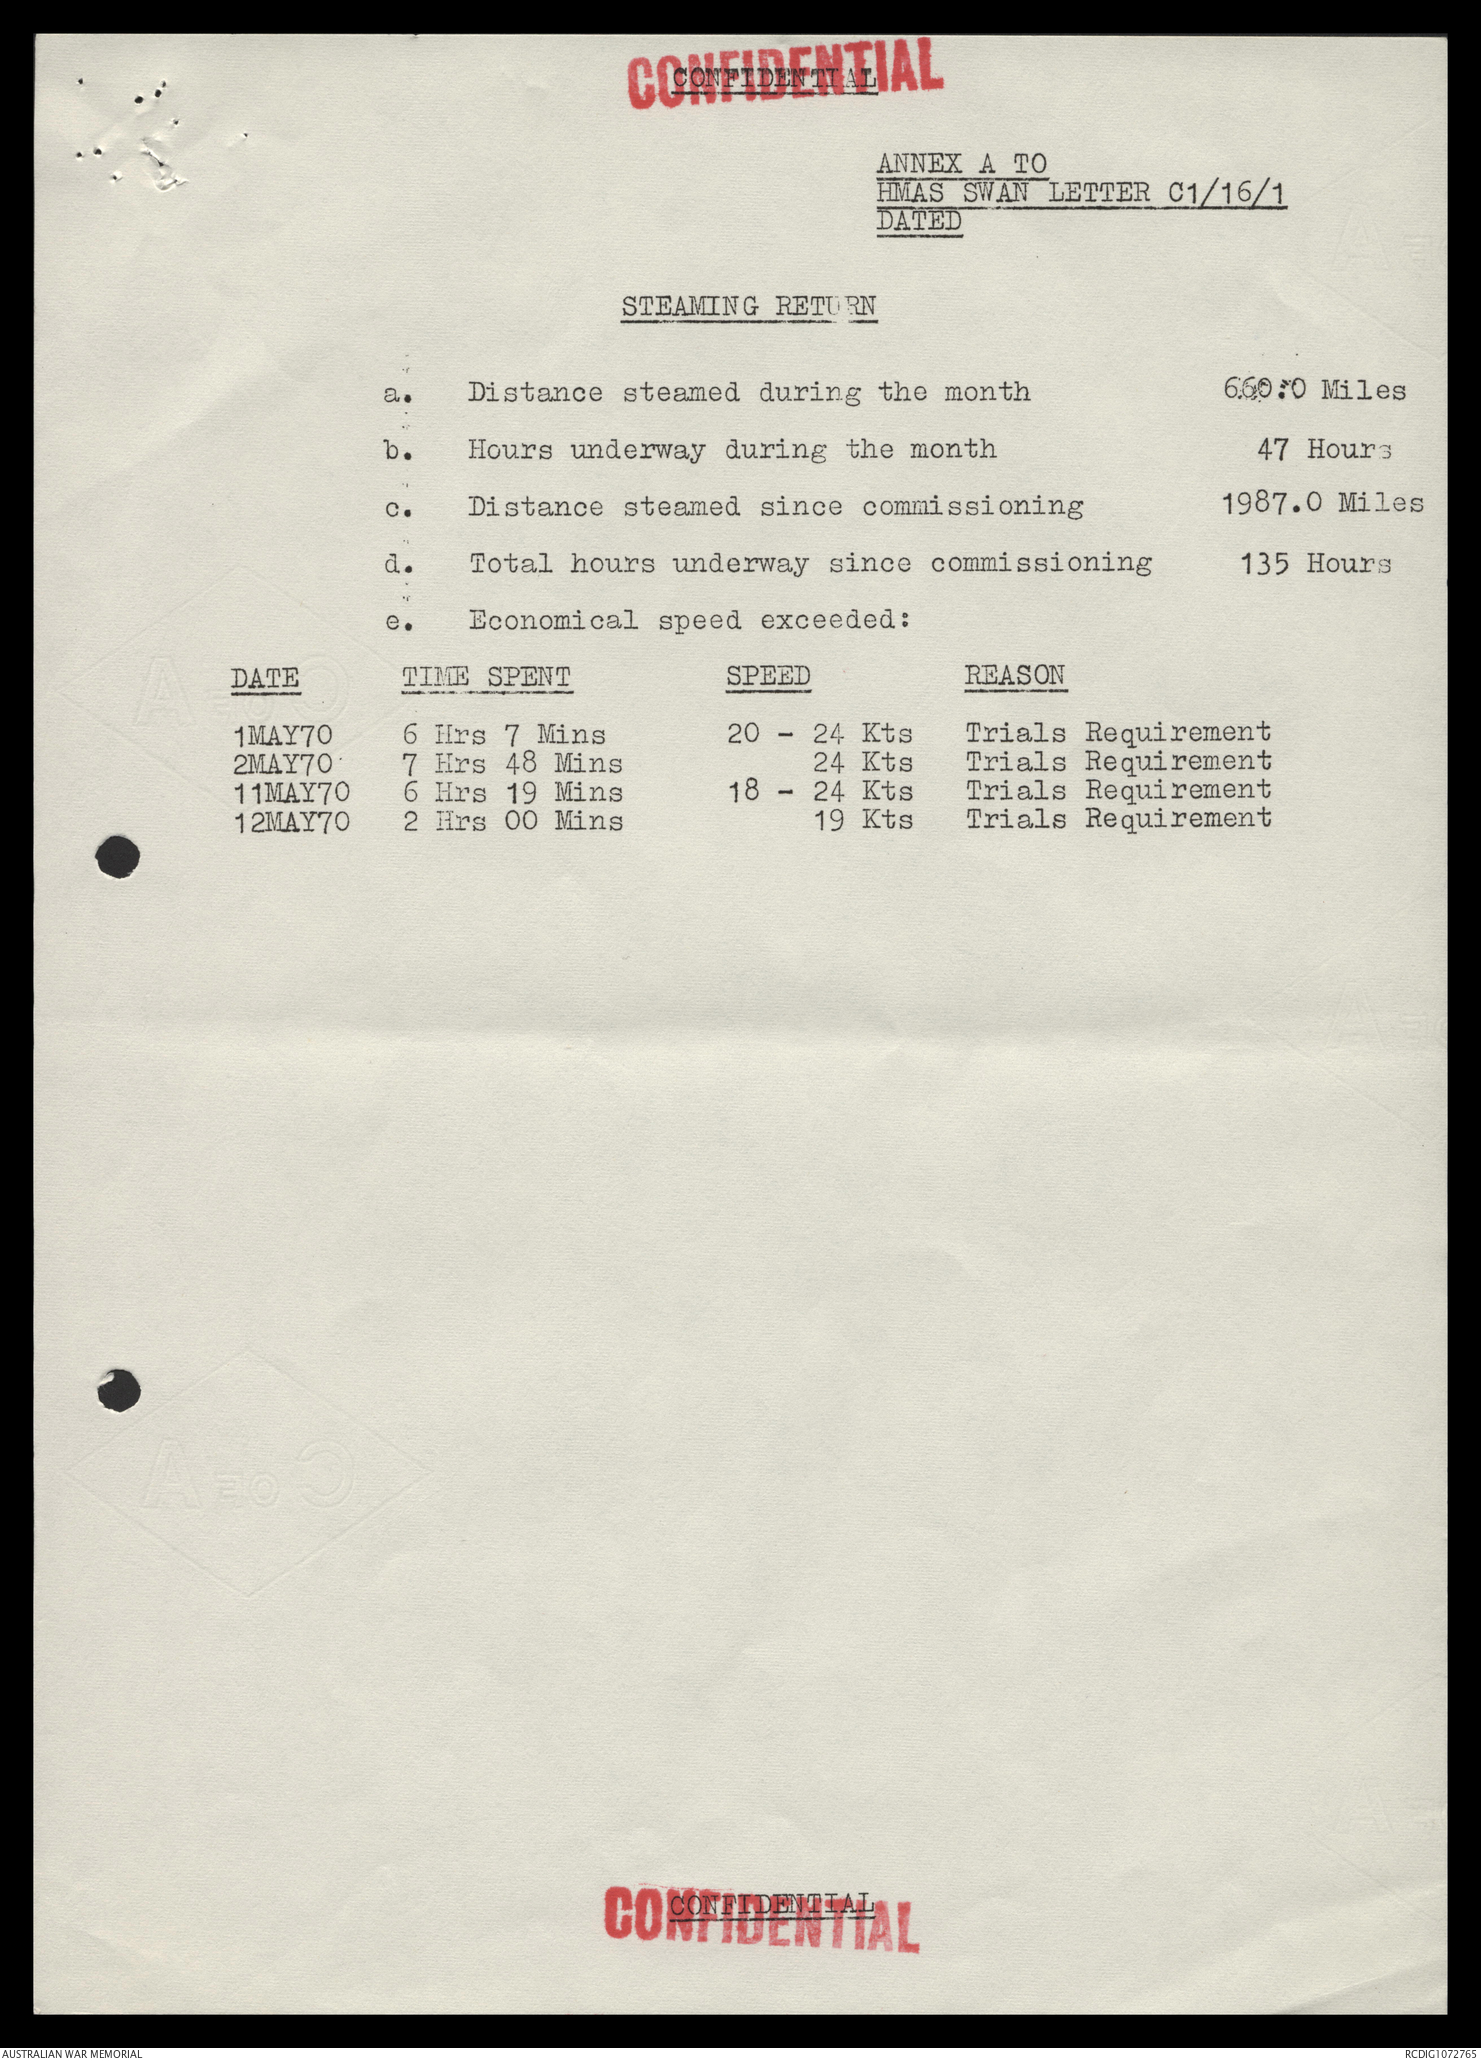 CONFIDENTIAL
CONFIDENTIAL
ANNEX A TO
HMAS SWAN LETTER C1/16/1
DATED
STEAMING RETURN
a. Distance steamed during the month 660.0 Miles
b. Hours underway during the month 47 Hours
c. Distance steamed since commissioning 1987.0 Miles
d. Total hours underway since commissioning 135 Hours
e. Economical speed exceeded:
DATE TIME SPENT SPEED REASON
1MAY70 6 Hrs 7 Mins 20 - 24 Kts Trials Requirement
2MAY70 7 Hrs 48 Mins 24 Kts Trials Requirement
11MAY70 6 Hrs 19 Mins 18 - 24 Kts Trials Requirement
12MAY70 2 Hrs 00 Mins 19 Kts Trials Requirement
C OF A
CONFIDENTIAL
CONFIDENTIAL
AUSTRALIAN WAR MEMORIAL
RCDIG1072765